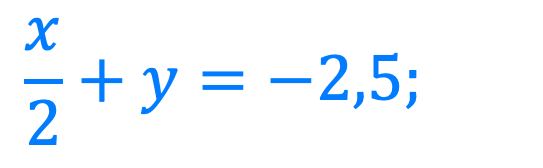 x/2 + y = −2,5;